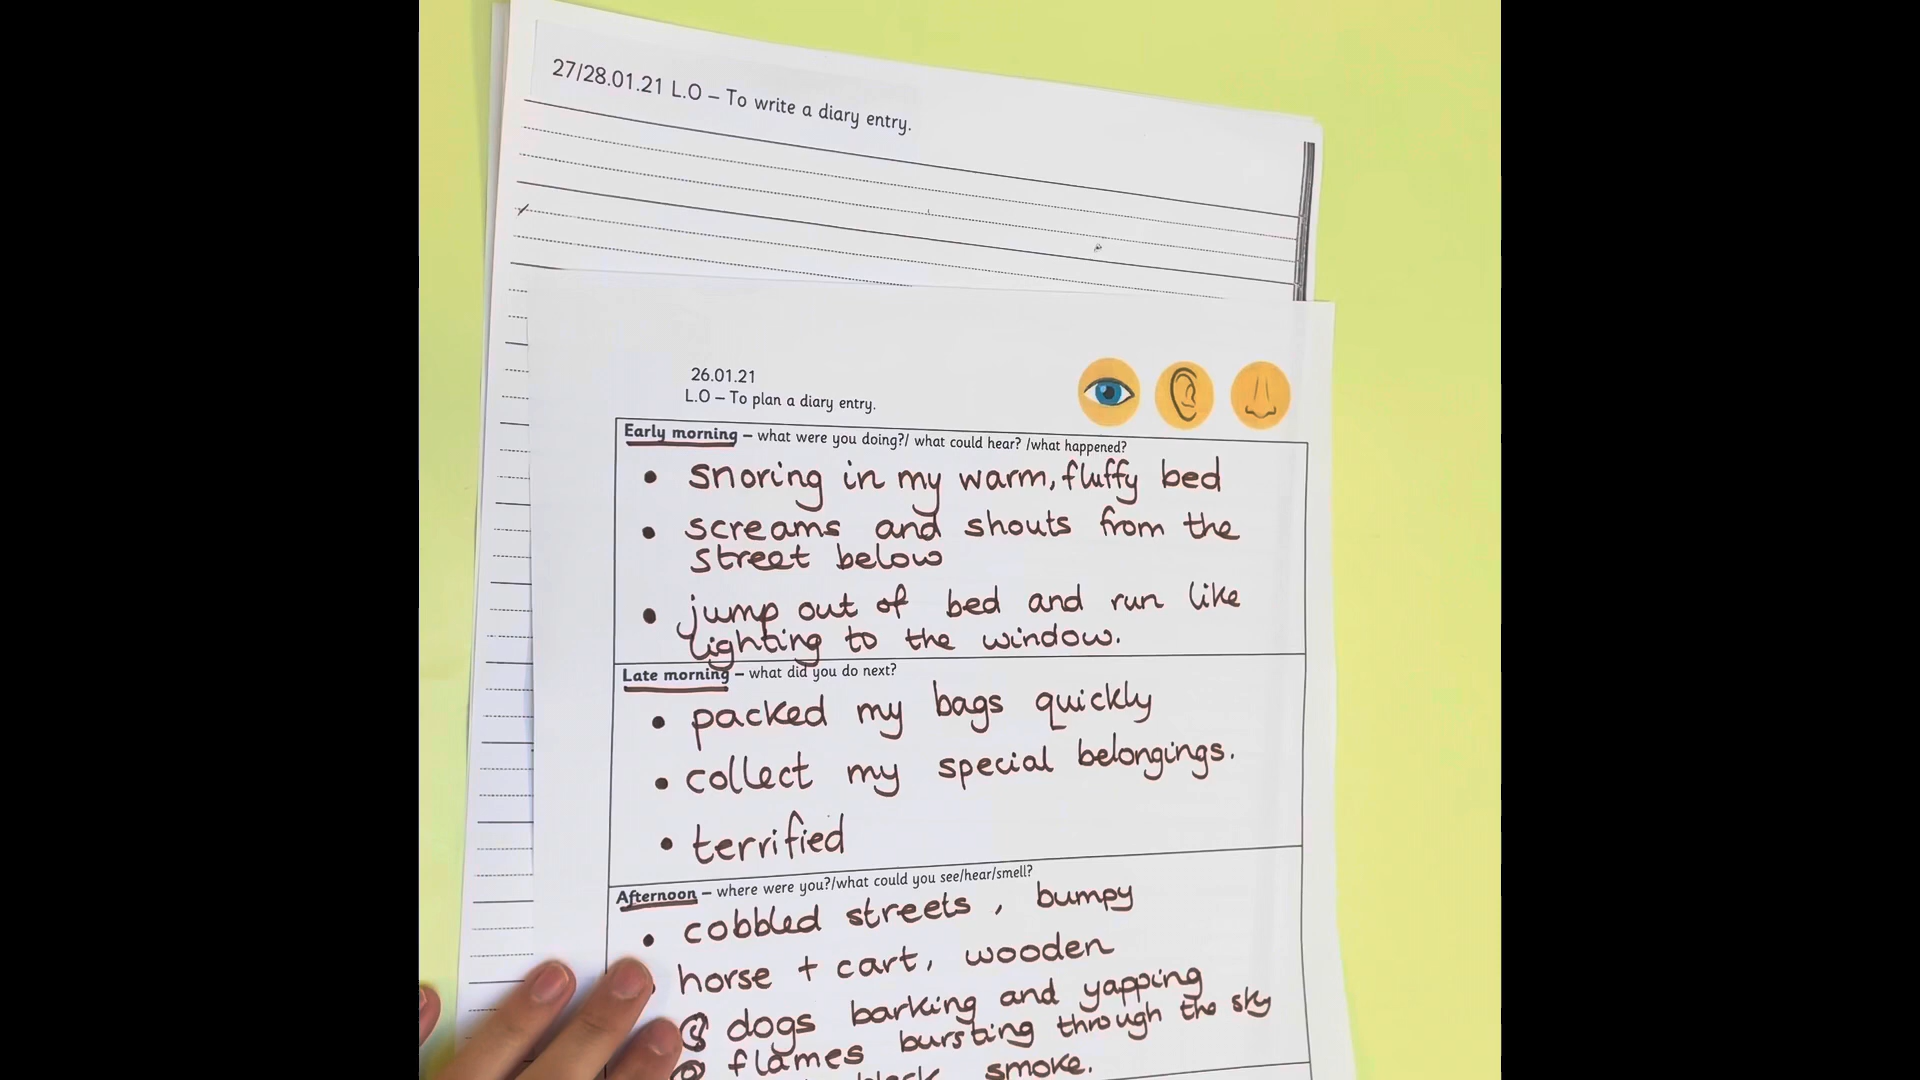 27/28.01.21 L.O – To write a diary entry.
26.01.21
L.O – To plan a diary entry.
Early morning – what were you doing?/ what could hear? /what happened?
• snoring in my warm, fluffy bed
• screams and shouts from the
street below
• jump out of bed and run like
lighting to the window.
Late morning – what did you do next?
• packed my bags quickly
• collect my special belongings.
• terrified
Afternoon – where were you?/what could you see/hear/smell?
• cobbled streets, bumpy
horse + cart, wooden
dogs barking and yapping
flames bursting through the sky
black smoke.